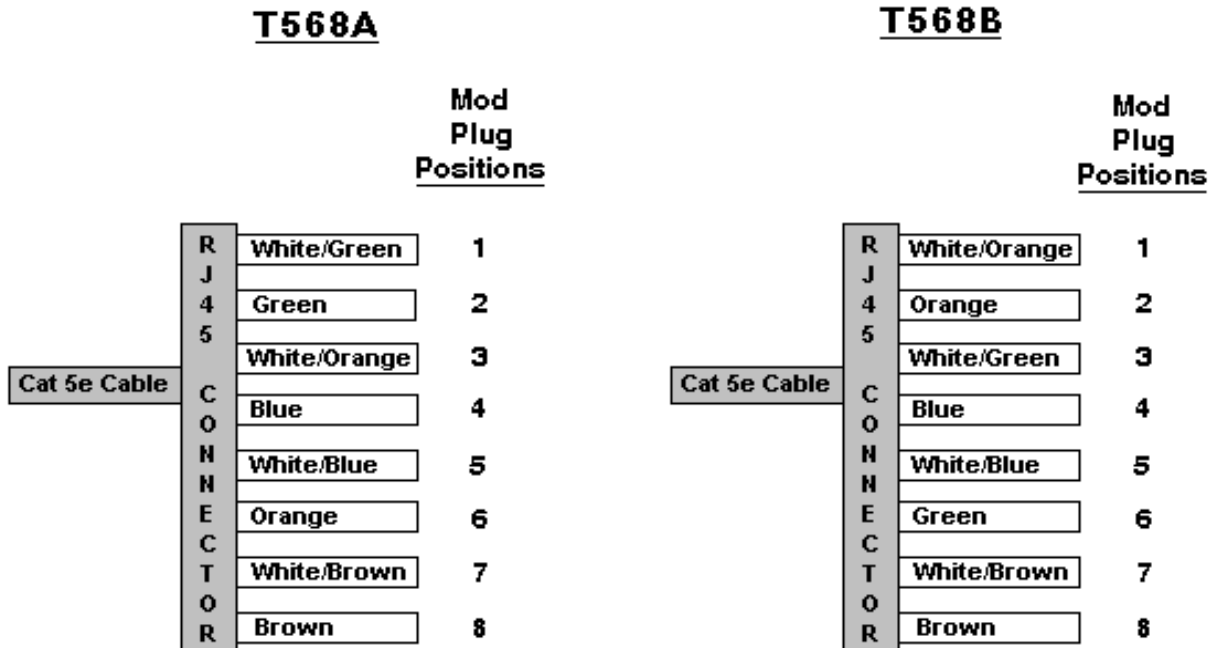 T568A
Mod
Plug
Positions
RJ45 CONNECTOR
Cat 5e Cable
White/Green 1
Green 2
White/Orange 3
Blue 4
White/Blue 5
Orange 6
White/Brown 7
Brown 8
T568B
Mod
Plug
Positions
RJ45 CONNECTOR
Cat 5e Cable
White/Orange 1
Orange 2
White/Green 3
Blue 4
White/Blue 5
Green 6
White/Brown 7
Brown 8